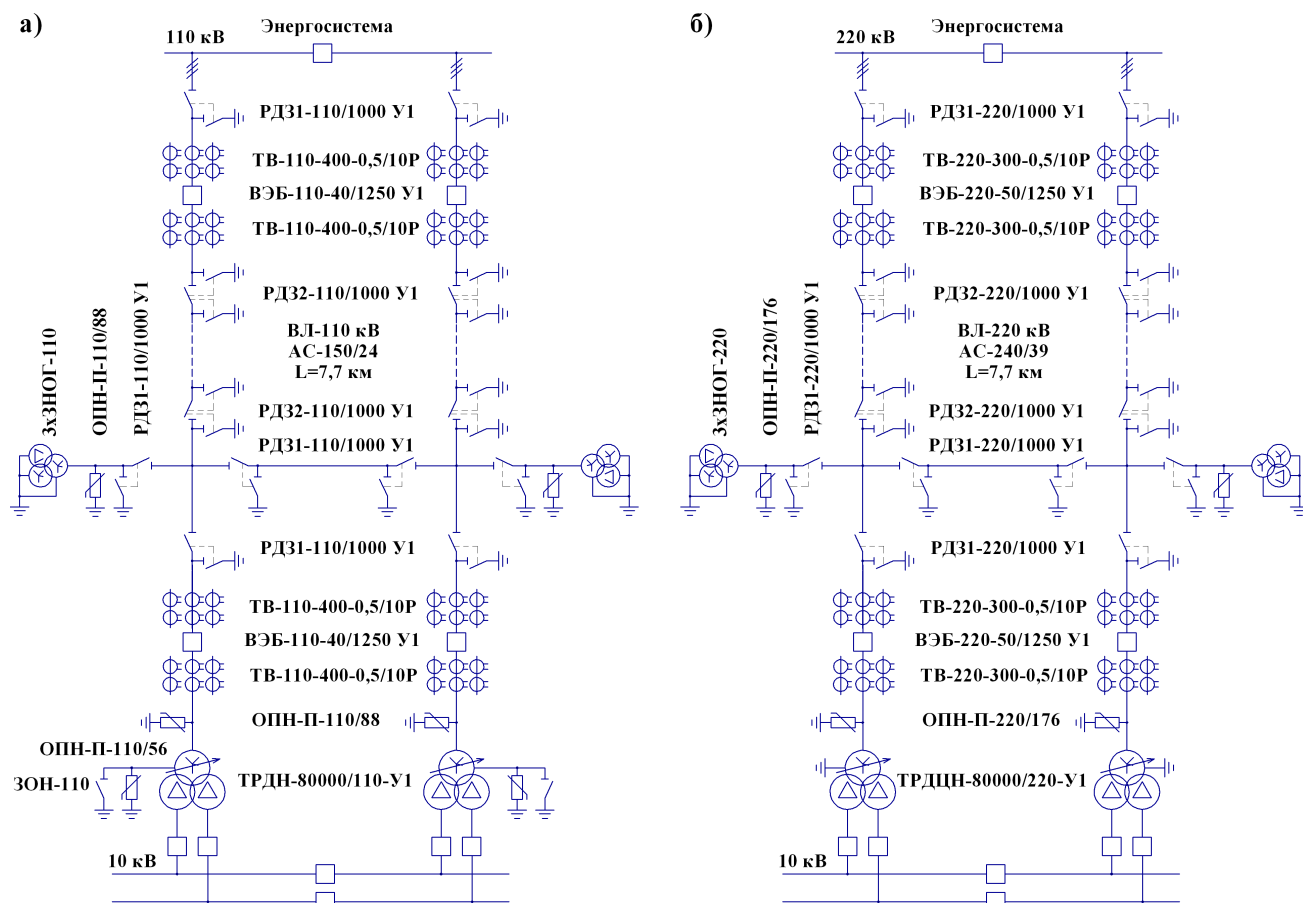 а)
Энергосистема
110 кВ
РДЗ1-110/1000 У1
ТВ-110-400-0,5/10Р
ВЭБ-110-40/1250 У1
ТВ-110-400-0,5/10Р
РДЗ2-110/1000 У1
ВЛ-110 кВ
АС-150/24
L=7,7 км
3хЗНОГ-110
ОПН-П-110/88
РДЗ1-110/1000 У1
РДЗ2-110/1000 У1
РДЗ1-110/1000 У1
РДЗ1-110/1000 У1
ТВ-110-400-0,5/10Р
ВЭБ-110-40/1250 У1
ТВ-110-400-0,5/10Р
ОПН-П-110/88
ОПН-П-110/56
ЗОН-110
ТРДН-80000/110-У1
10 кВ
б)
Энергосистема
220 кВ
РДЗ1-220/1000 У1
ТВ-220-300-0,5/10Р
ВЭБ-220-50/1250 У1
ТВ-220-300-0,5/10Р
РДЗ2-220/1000 У1
ВЛ-220 кВ
АС-240/39
L=7,7 км
3хЗНОГ-220
ОПН-П-220/176
РДЗ1-220/1000 У1
РДЗ2-220/1000 У1
РДЗ1-220/1000 У1
РДЗ1-220/1000 У1
ТВ-220-300-0,5/10Р
ВЭБ-220-50/1250 У1
ТВ-220-300-0,5/10Р
ОПН-П-220/176
ТРДЦН-80000/220-У1
10 кВ